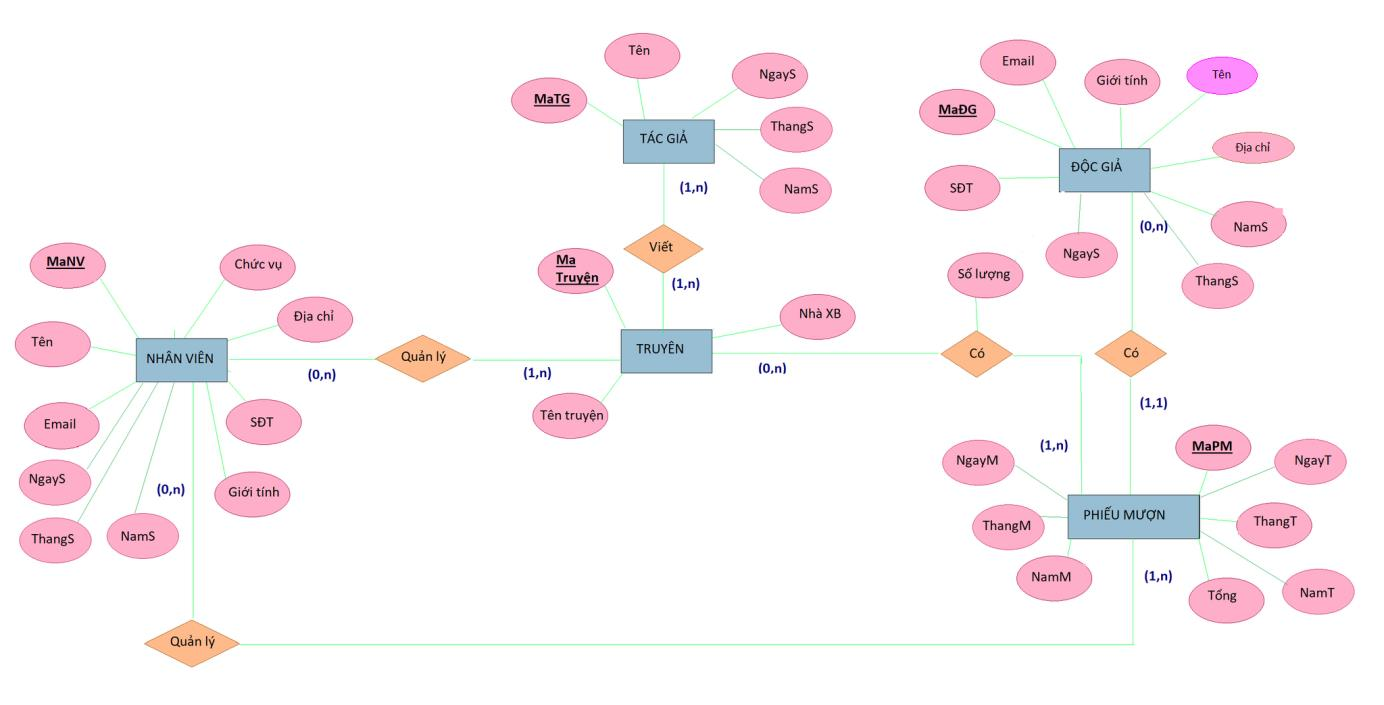 Tên
NgayS
MaTG
ThangS
TÁC GIẢ
NamS
(1,n)
Viết
(1,n)
Email
Giới tính
Tên
MaĐG
Địa chỉ
ĐỘC GIẢ
SĐT
(0,n)
NamS
NgayS
ThangS
MaNV
Chức vụ
Địa chỉ
Tên
NHÂN VIÊN
Quản lý
(0,n)
(1,n)
Ma
Truyện
Nhà XB
TRUYÊN
(0,n)
Tên truyện
Số lượng
Có
Có
(1,1)
(1,n)
Email
SĐT
NgayS
(0,n)
Giới tính
ThangS
NamS
MaPM
NgayM
NgayT
PHIẾU MƯỢN
ThangM
ThangT
NamM
(1,n)
Tổng
NamT
Quản lý